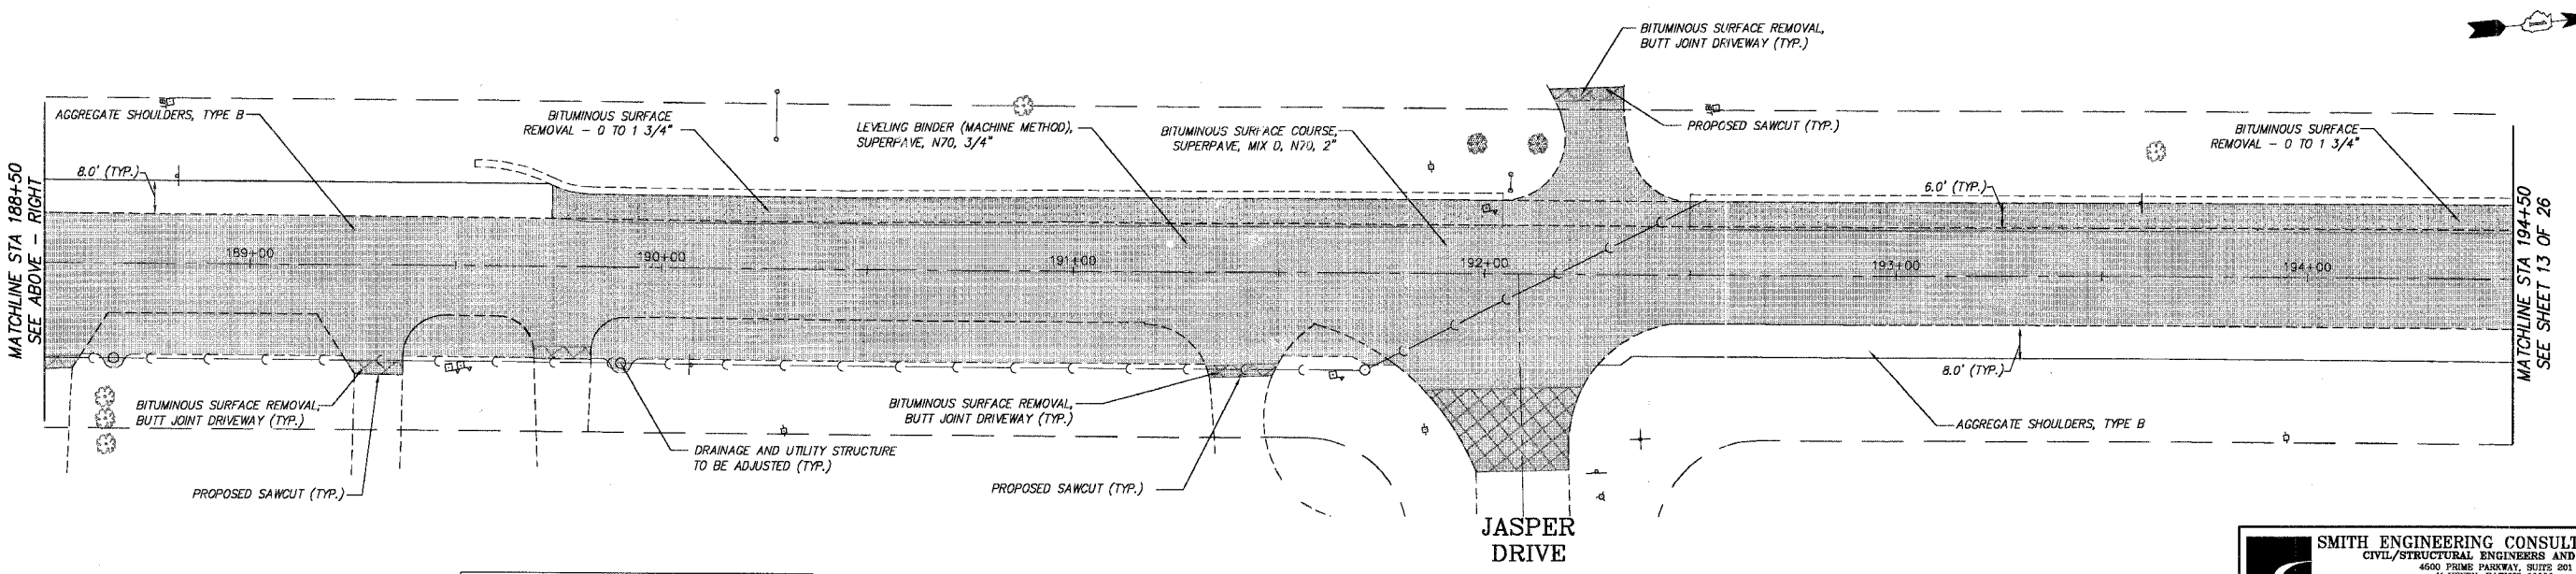 BITUMINOUS SURFACE REMOVAL,
BUTT JOINT DRIVEWAY (TYP.)
AGGREGATE SHOULDERS, TYPE B
BITUMINOUS SURFACE
REMOVAL - 0 TO 1 3/4"
LEVELING BINDER (MACHINE METHOD),
SUPERPAVE, N70, 3/4"
BITUMINOUS SURFACE COURSE,
SUPERPAVE, MIX D, N70, 2"
PROPOSED SAWCUT (TYP.)
BITUMINOUS SURFACE
REMOVAL - 0 TO 1 3/4"
MATCHLINE STA 188+50
SEE ABOVE - RIGHT
8.0' (TYP.)
6.0' (TYP.)
189+00
190+00
191+00
192+00
193+00
194+00
MATCHLINE STA 194+50
SEE SHEET 13 OF 26
8.0' (TYP.)
BITUMINOUS SURFACE REMOVAL,
BUTT JOINT DRIVEWAY (TYP.)
BITUMINOUS SURFACE REMOVAL,
BUTT JOINT DRIVEWAY (TYP.)
AGGREGATE SHOULDERS, TYPE B
DRAINAGE AND UTILITY STRUCTURE
TO BE ADJUSTED (TYP.)
PROPOSED SAWCUT (TYP.)
PROPOSED SAWCUT (TYP.)
JASPER
DRIVE
SMITH ENGINEERING CONSULT
CIVIL/STRUCTURAL ENGINEERS AND
4500 PRIME PARKWAY, SUITE 201